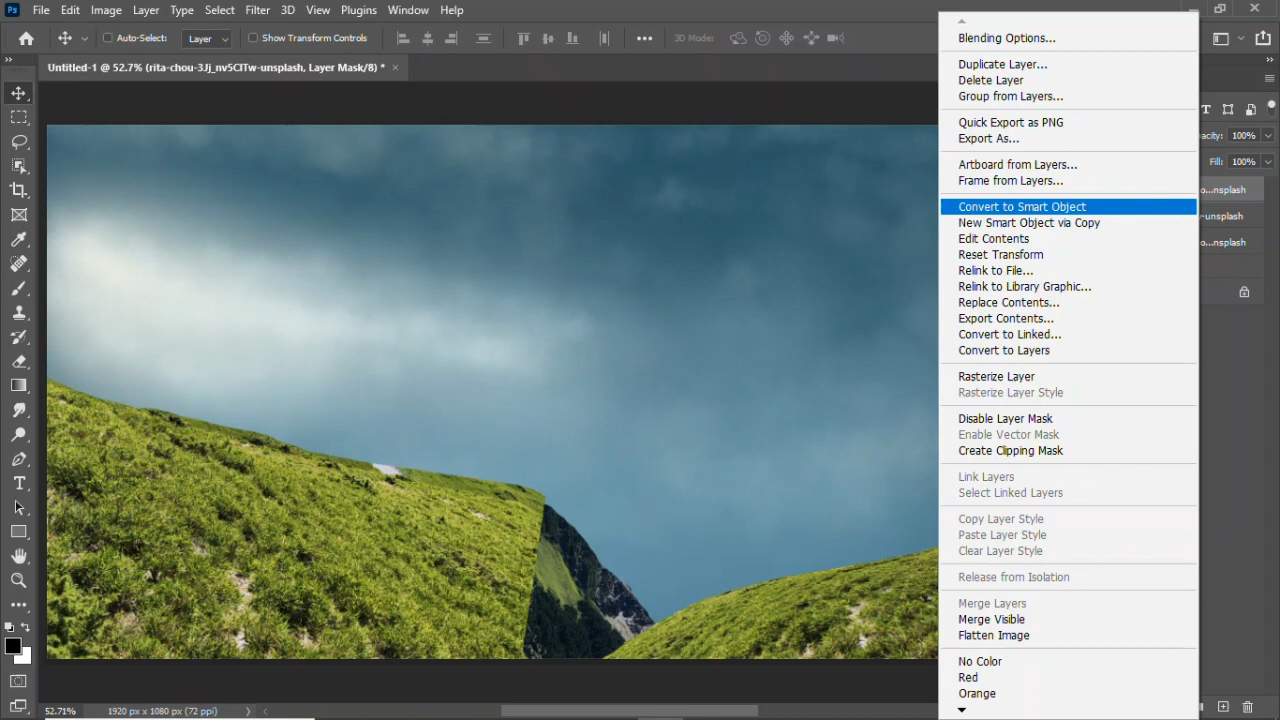 Ps File Edit Image Layer Type Select Filter 3D View Plugins Window Help
Auto-Select: Layer Show Transform Controls 3D Mode:
Untitled-1 @ 52.7% (rita-chou-3Jj_nv5CITw-unsplash, Layer Mask/8) *
Blending Options...
Duplicate Layer...
Delete Layer
Group from Layers...
Quick Export as PNG
Export As...
Artboard from Layers...
Frame from Layers...
Convert to Smart Object
New Smart Object via Copy
Edit Contents
Reset Transform
Relink to File...
Relink to Library Graphic...
Replace Contents...
Export Contents...
Convert to Linked...
Convert to Layers
Rasterize Layer
Rasterize Layer Style
Disable Layer Mask
Enable Vector Mask
Create Clipping Mask
Link Layers
Select Linked Layers
Copy Layer Style
Paste Layer Style
Clear Layer Style
Release from Isolation
Merge Layers
Merge Visible
Flatten Image
No Color
Red
Orange
acity: 100%
Fill: 100%
o...nsplash
-unsplash
o...nsplash
52.71% 1920 px x 1080 px (72 ppi)